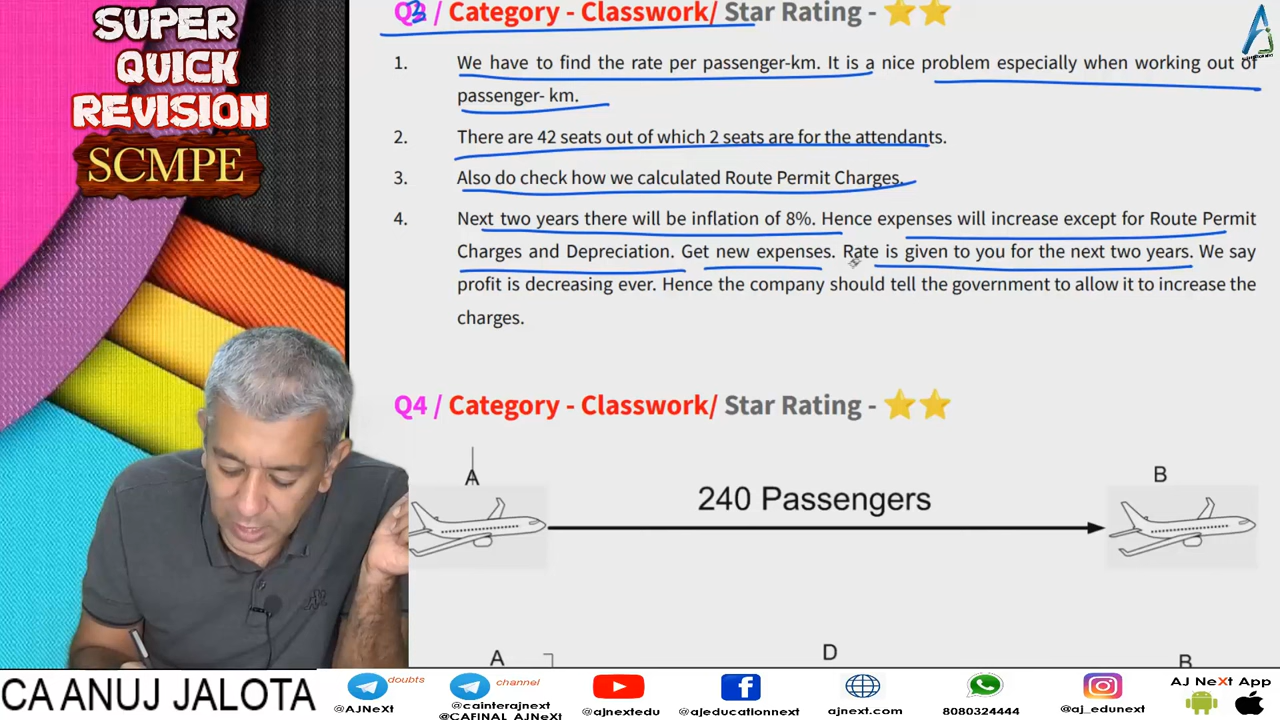 SUPER
QUICK
REVISION
SCMPE
Q3 / Category - Classwork/ Star Rating -
1. We have to find the rate per passenger-km. It is a nice problem especially when working out of
passenger- km.
2. There are 42 seats out of which 2 seats are for the attendants.
3. Also do check how we calculated Route Permit Charges.
4. Next two years there will be inflation of 8%. Hence expenses will increase except for Route Permit
Charges and Depreciation. Get new expenses. Rate is given to you for the next two years. We say
profit is decreasing ever. Hence the company should tell the government to allow it to increase the
charges.
Q4 / Category - Classwork/ Star Rating -
A
B
240 Passengers
A
D
B
CA ANUJ JALOTA
doubts
@AJNeXt
channel
@cainterajnext
@CAFINAL_AJNeXt
@ajnextedu
@ajeducationnext
ajnext.com
8080324444
@aj_edunext
AJ NeXt App